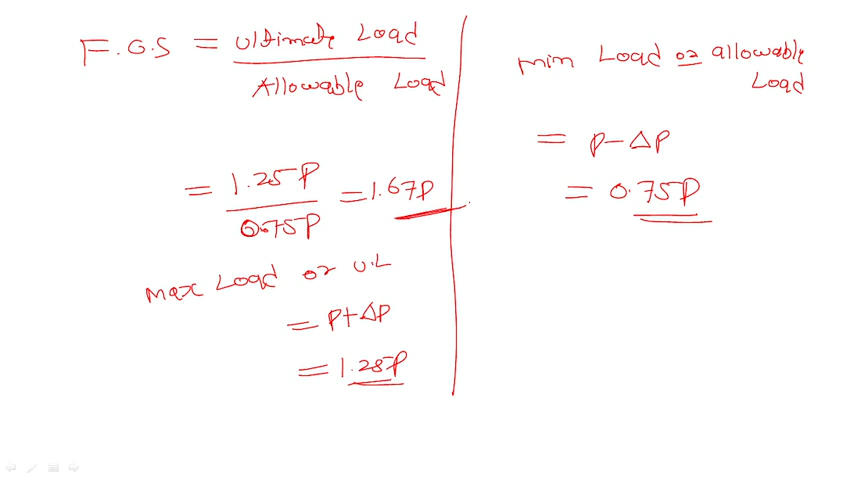 F.O.S = Ultimate Load
Allowable Load
= 1.25P
0.75P
= 1.67P
Max Load or U.L
= P+ΔP
= 1.25P
Min Load or allowable
Load
= P-ΔP
= 0.75P